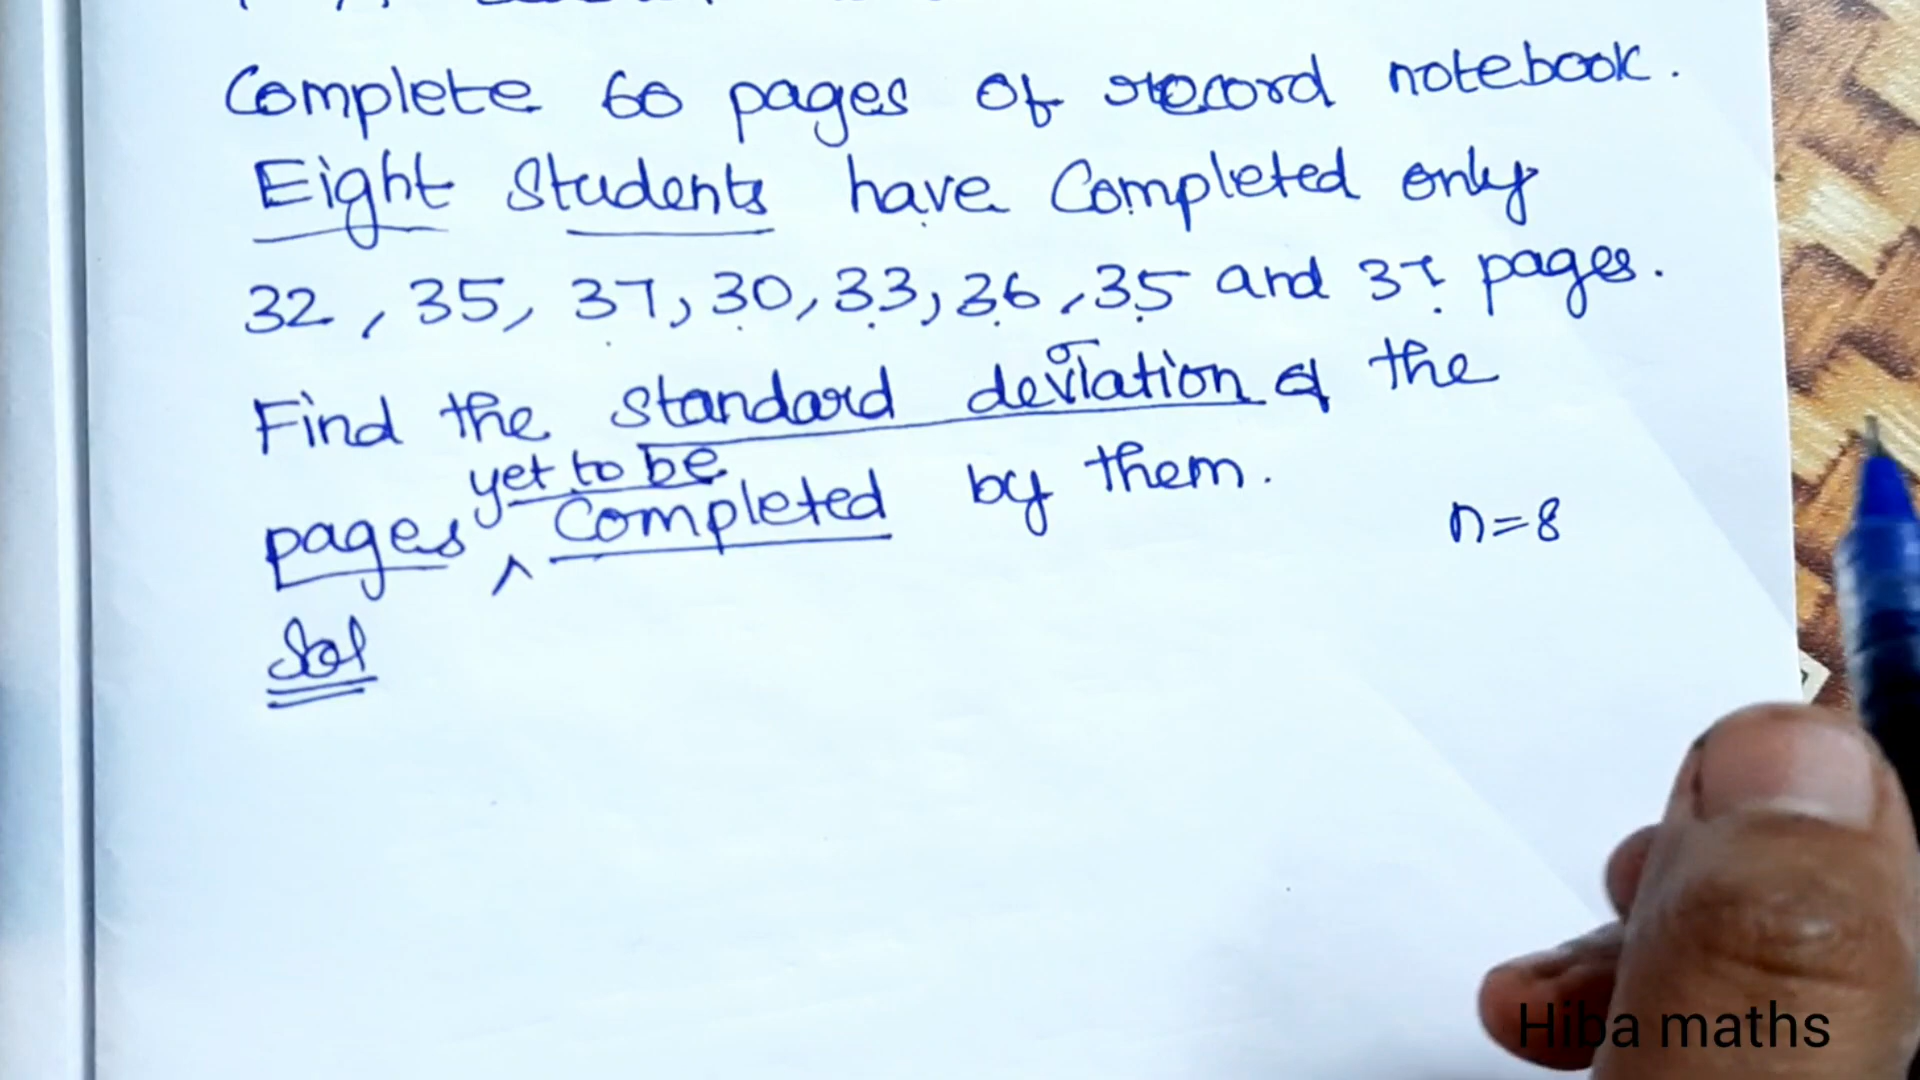 Complete 60 pages of record notebook.
Eight Students have Completed only
32, 35, 37, 30, 33, 36, 35 and 37 pages.
Find the standard deviation of the
σ
yet to be
pages ^ Completed by them.
n=8
Sol
Hiba maths